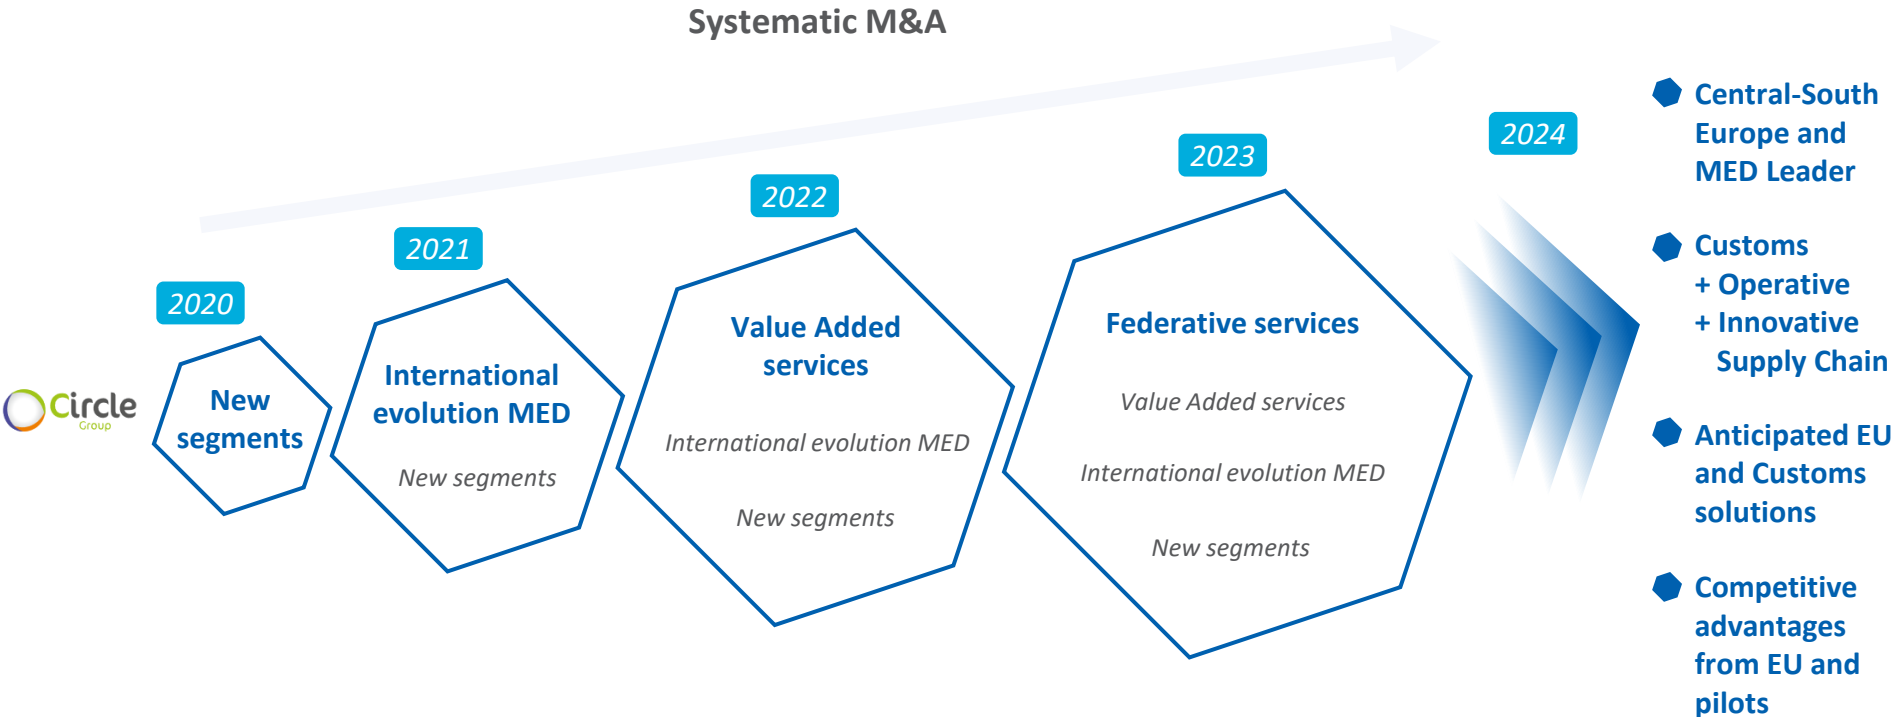 Systematic M&A
Circle
Group
2020
New
segments
2021
International
evolution MED
New segments
2022
Value Added
services
International evolution MED
New segments
2023
Federative services
Value Added services
International evolution MED
New segments
2024
Central-South
Europe and
MED Leader
Customs
+ Operative
+ Innovative
Supply Chain
Anticipated EU
and Customs
solutions
Competitive
advantages
from EU and
pilots